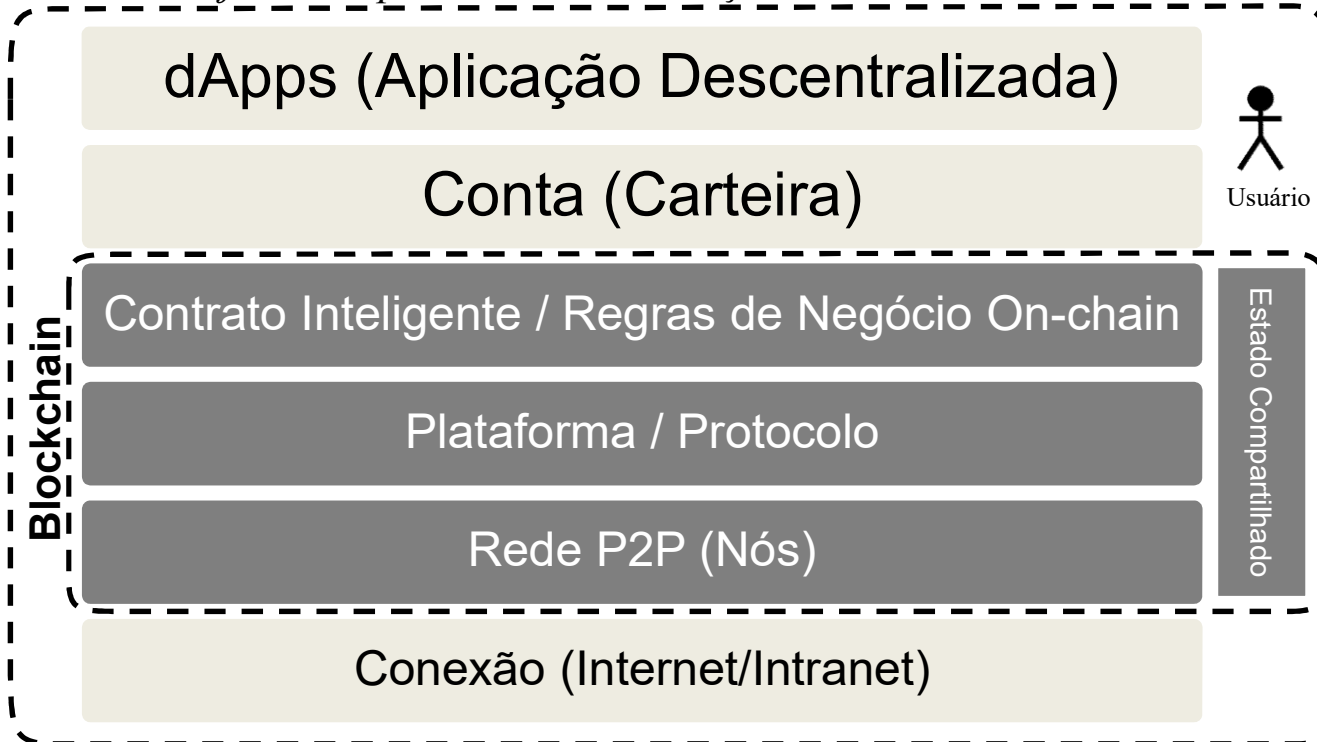 dApps (Aplicação Descentralizada)
Usuário
Conta (Carteira)
Blockchain
Contrato Inteligente / Regras de Negócio On-chain
Estado Compartilhado
Plataforma / Protocolo
Rede P2P (Nós)
Conexão (Internet/Intranet)